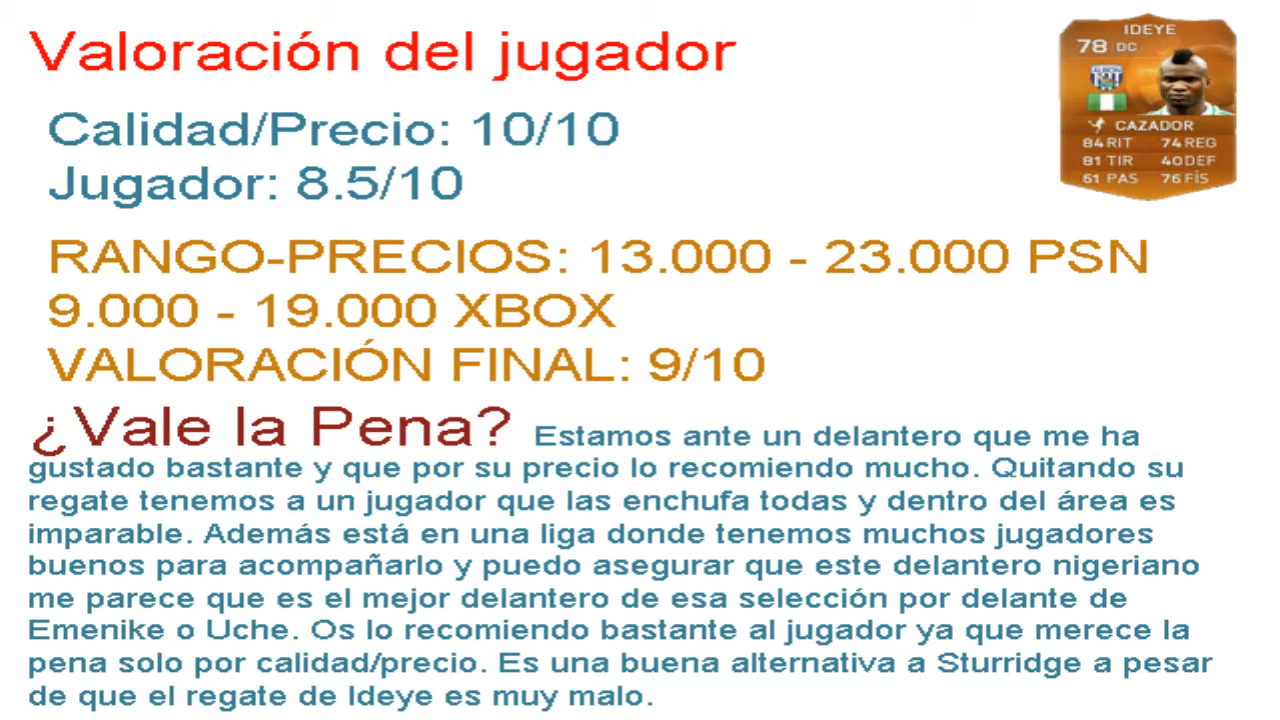 Valoración del jugador
IDEYE
78 DC
CAZADOR
84 RIT 74 REG
81 TIR 40 DEF
61 PAS 76 FÍS
Calidad/Precio: 10/10
Jugador: 8.5/10
RANGO-PRECIOS: 13.000 - 23.000 PSN
9.000 - 19.000 XBOX
VALORACIÓN FINAL: 9/10
¿Vale la Pena? Estamos ante un delantero que me ha
gustado bastante y que por su precio lo recomiendo mucho. Quitando su
regate tenemos a un jugador que las enchufa todas y dentro del área es
imparable. Además está en una liga donde tenemos muchos jugadores
buenos para acompañarlo y puedo asegurar que este delantero nigeriano
me parece que es el mejor delantero de esa selección por delante de
Emenike o Uche. Os lo recomiendo bastante al jugador ya que merece la
pena solo por calidad/precio. Es una buena alternativa a Sturridge a pesar
de que el regate de Ideye es muy malo.